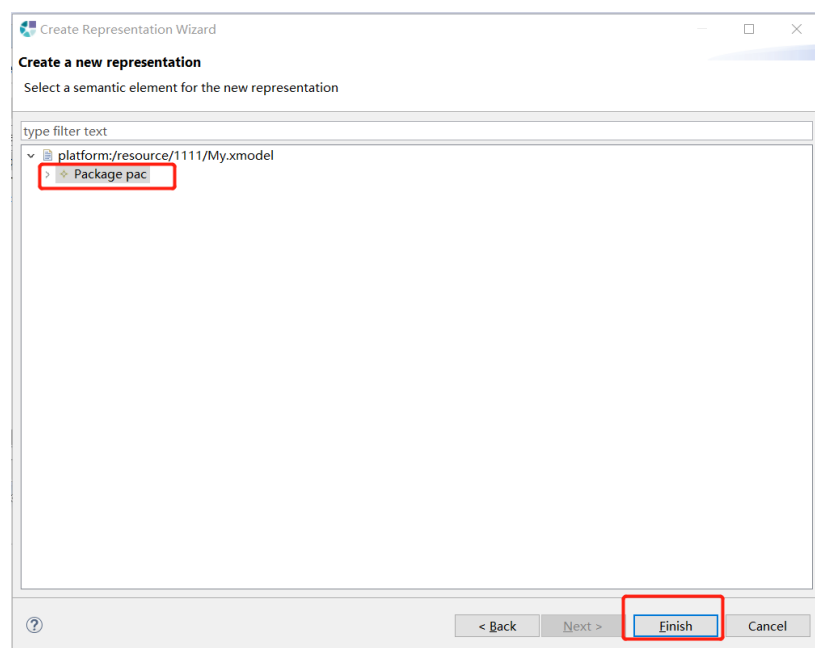 Create Representation Wizard
Create a new representation
Select a semantic element for the new representation
type filter text
platform:/resource/1111/My.xmodel
Package pac
< Back Next > Finish Cancel